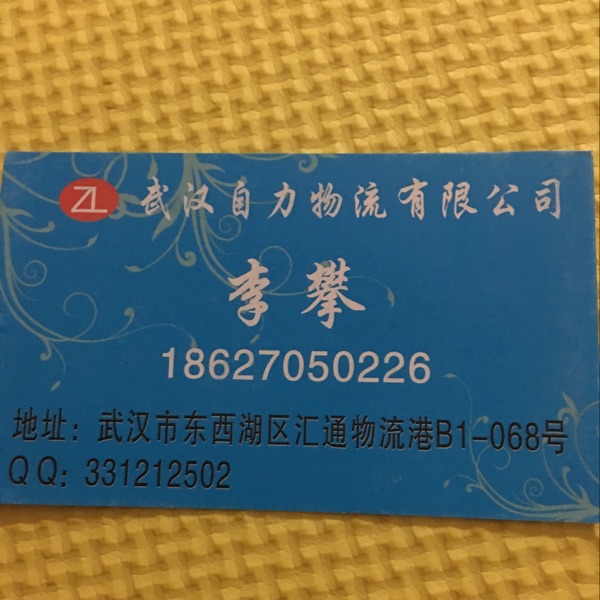 ZL 武汉自力物流有限公司
李攀
18627050226
地址：武汉市东西湖区汇通物流港B1-068号
QQ：331212502